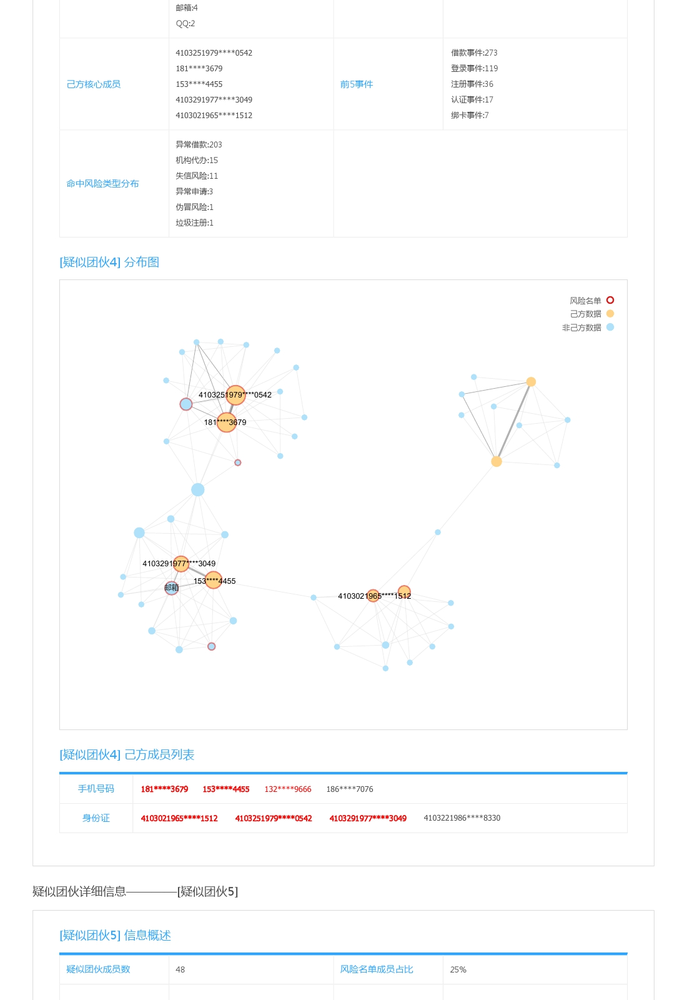 邮箱:4
QQ:2
己方核心成员
4103251979****0542
181****3679
153****4455
4103291977****3049
4103021965****1512
前5事件
借款事件:273
登录事件:119
注册事件:36
认证事件:17
绑卡事件:7
命中风险类型分布
异常借款:203
机构代办:15
失信风险:11
异常申请:3
伪冒风险:1
垃圾注册:1
[疑似团伙4] 分布图
风险名单
己方数据
非己方数据
4103251979****0542
181****3679
4103291977****3049
153****4455
邮箱
4103021965****1512
[疑似团伙4] 己方成员列表
手机号码 181****3679 153****4455 132****9666 186****7076
身份证 4103021965****1512 4103251979****0542 4103291977****3049 4103221986****8330
疑似团伙详细信息————[疑似团伙5]
[疑似团伙5] 信息概述
疑似团伙成员数 48 风险名单成员占比 25%